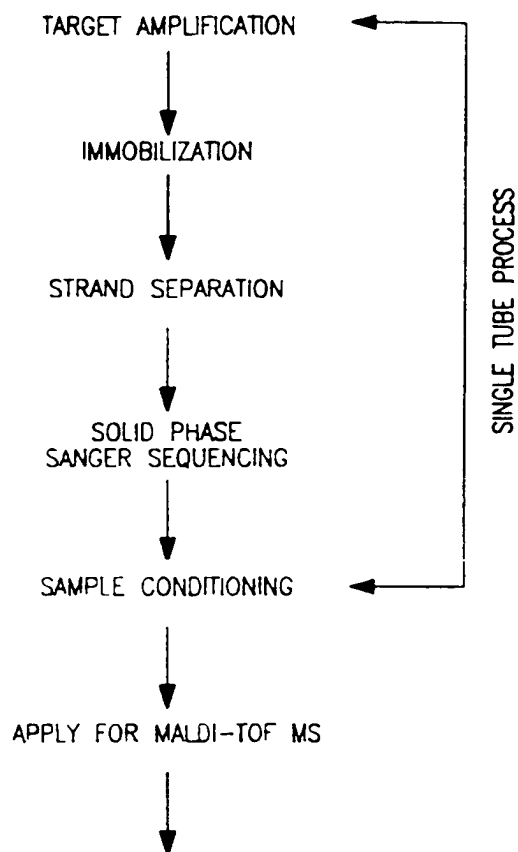 TARGET AMPLIFICATION
IMMOBILIZATION
STRAND SEPARATION
SOLID PHASE
SANGER SEQUENCING
SAMPLE CONDITIONING
APPLY FOR MALDI-TOF MS
SINGLE TUBE PROCESS